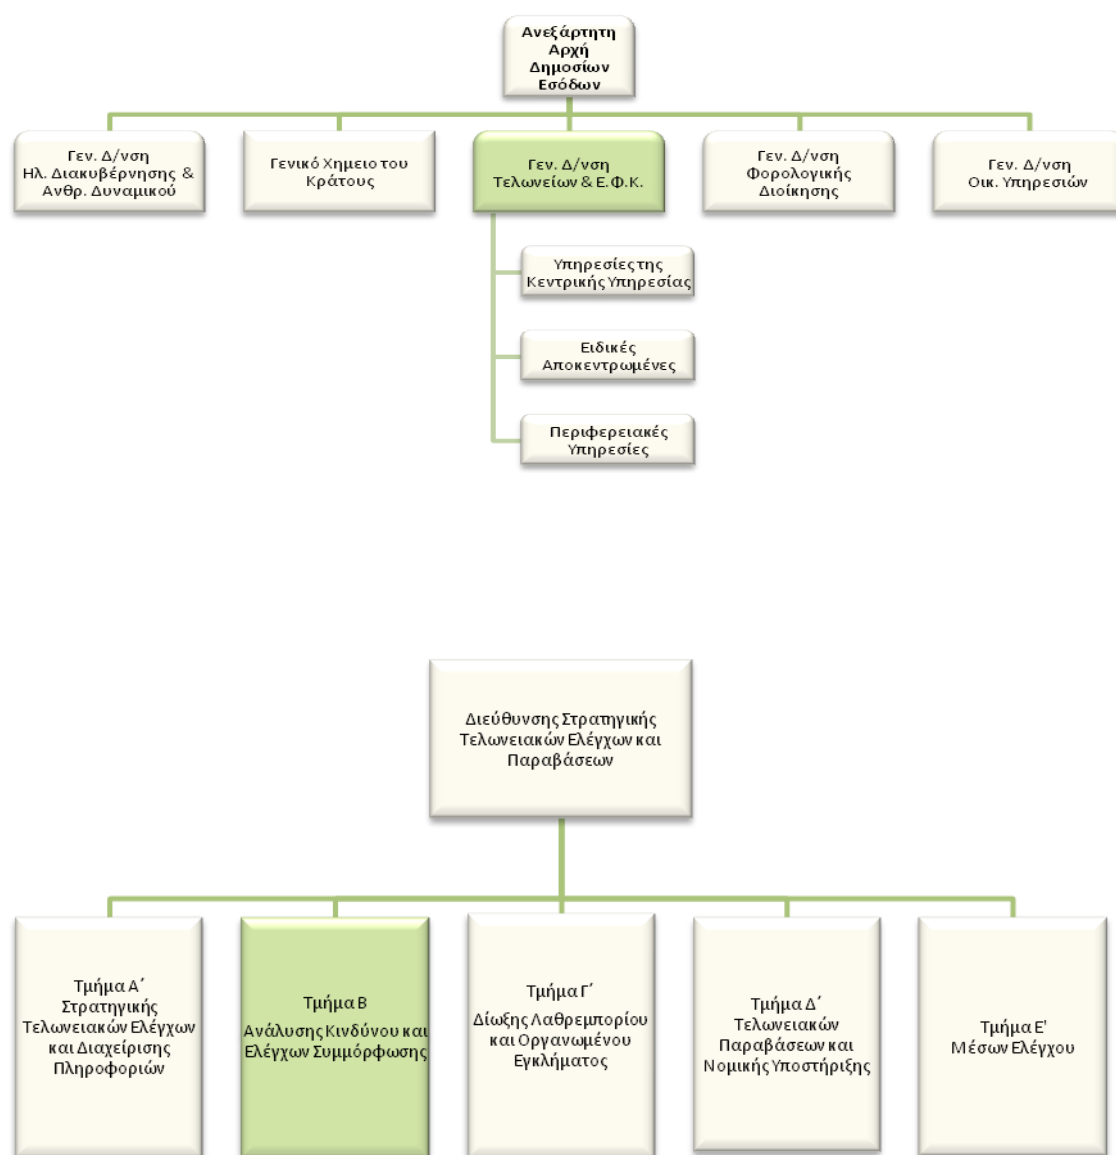 Ανεξάρτητη
Αρχή
Δημοσίων
Εσόδων
Γεν. Δ/νση
Ηλ. Διακυβέρνησης &
Ανθρ. Δυναμικού
Γενικό Χημειο του
Κράτους
Γεν. Δ/νση
Τελωνείων & Ε.Φ.Κ.
Γεν. Δ/νση
Φορολογικής
Διοίκησης
Γεν. Δ/νση
Οικ. Υπηρεσιών
Υπηρεσίες της
Κεντρικής Υπηρεσίας
Ειδικές
Αποκεντρωμένες
Περιφερειακές
Υπηρεσίες
Διεύθυνσης Στρατηγικής
Τελωνειακών Ελέγχων και
Παραβάσεων
Τμήμα Α΄
Στρατηγικής
Τελωνειακών Ελέγχων
και Διαχείρισης
Πληροφοριών
Τμήμα Β
Ανάλυσης Κινδύνου και
Ελέγχων Συμμόρφωσης
Τμήμα Γ΄
Δίωξης Λαθρεμπορίου
και Οργανωμένου
Εγκλήματος
Τμήμα Δ΄
Τελωνειακών
Παραβάσεων και
Νομικής Υποστήριξης
Τμήμα Ε'
Μέσων Ελέγχου